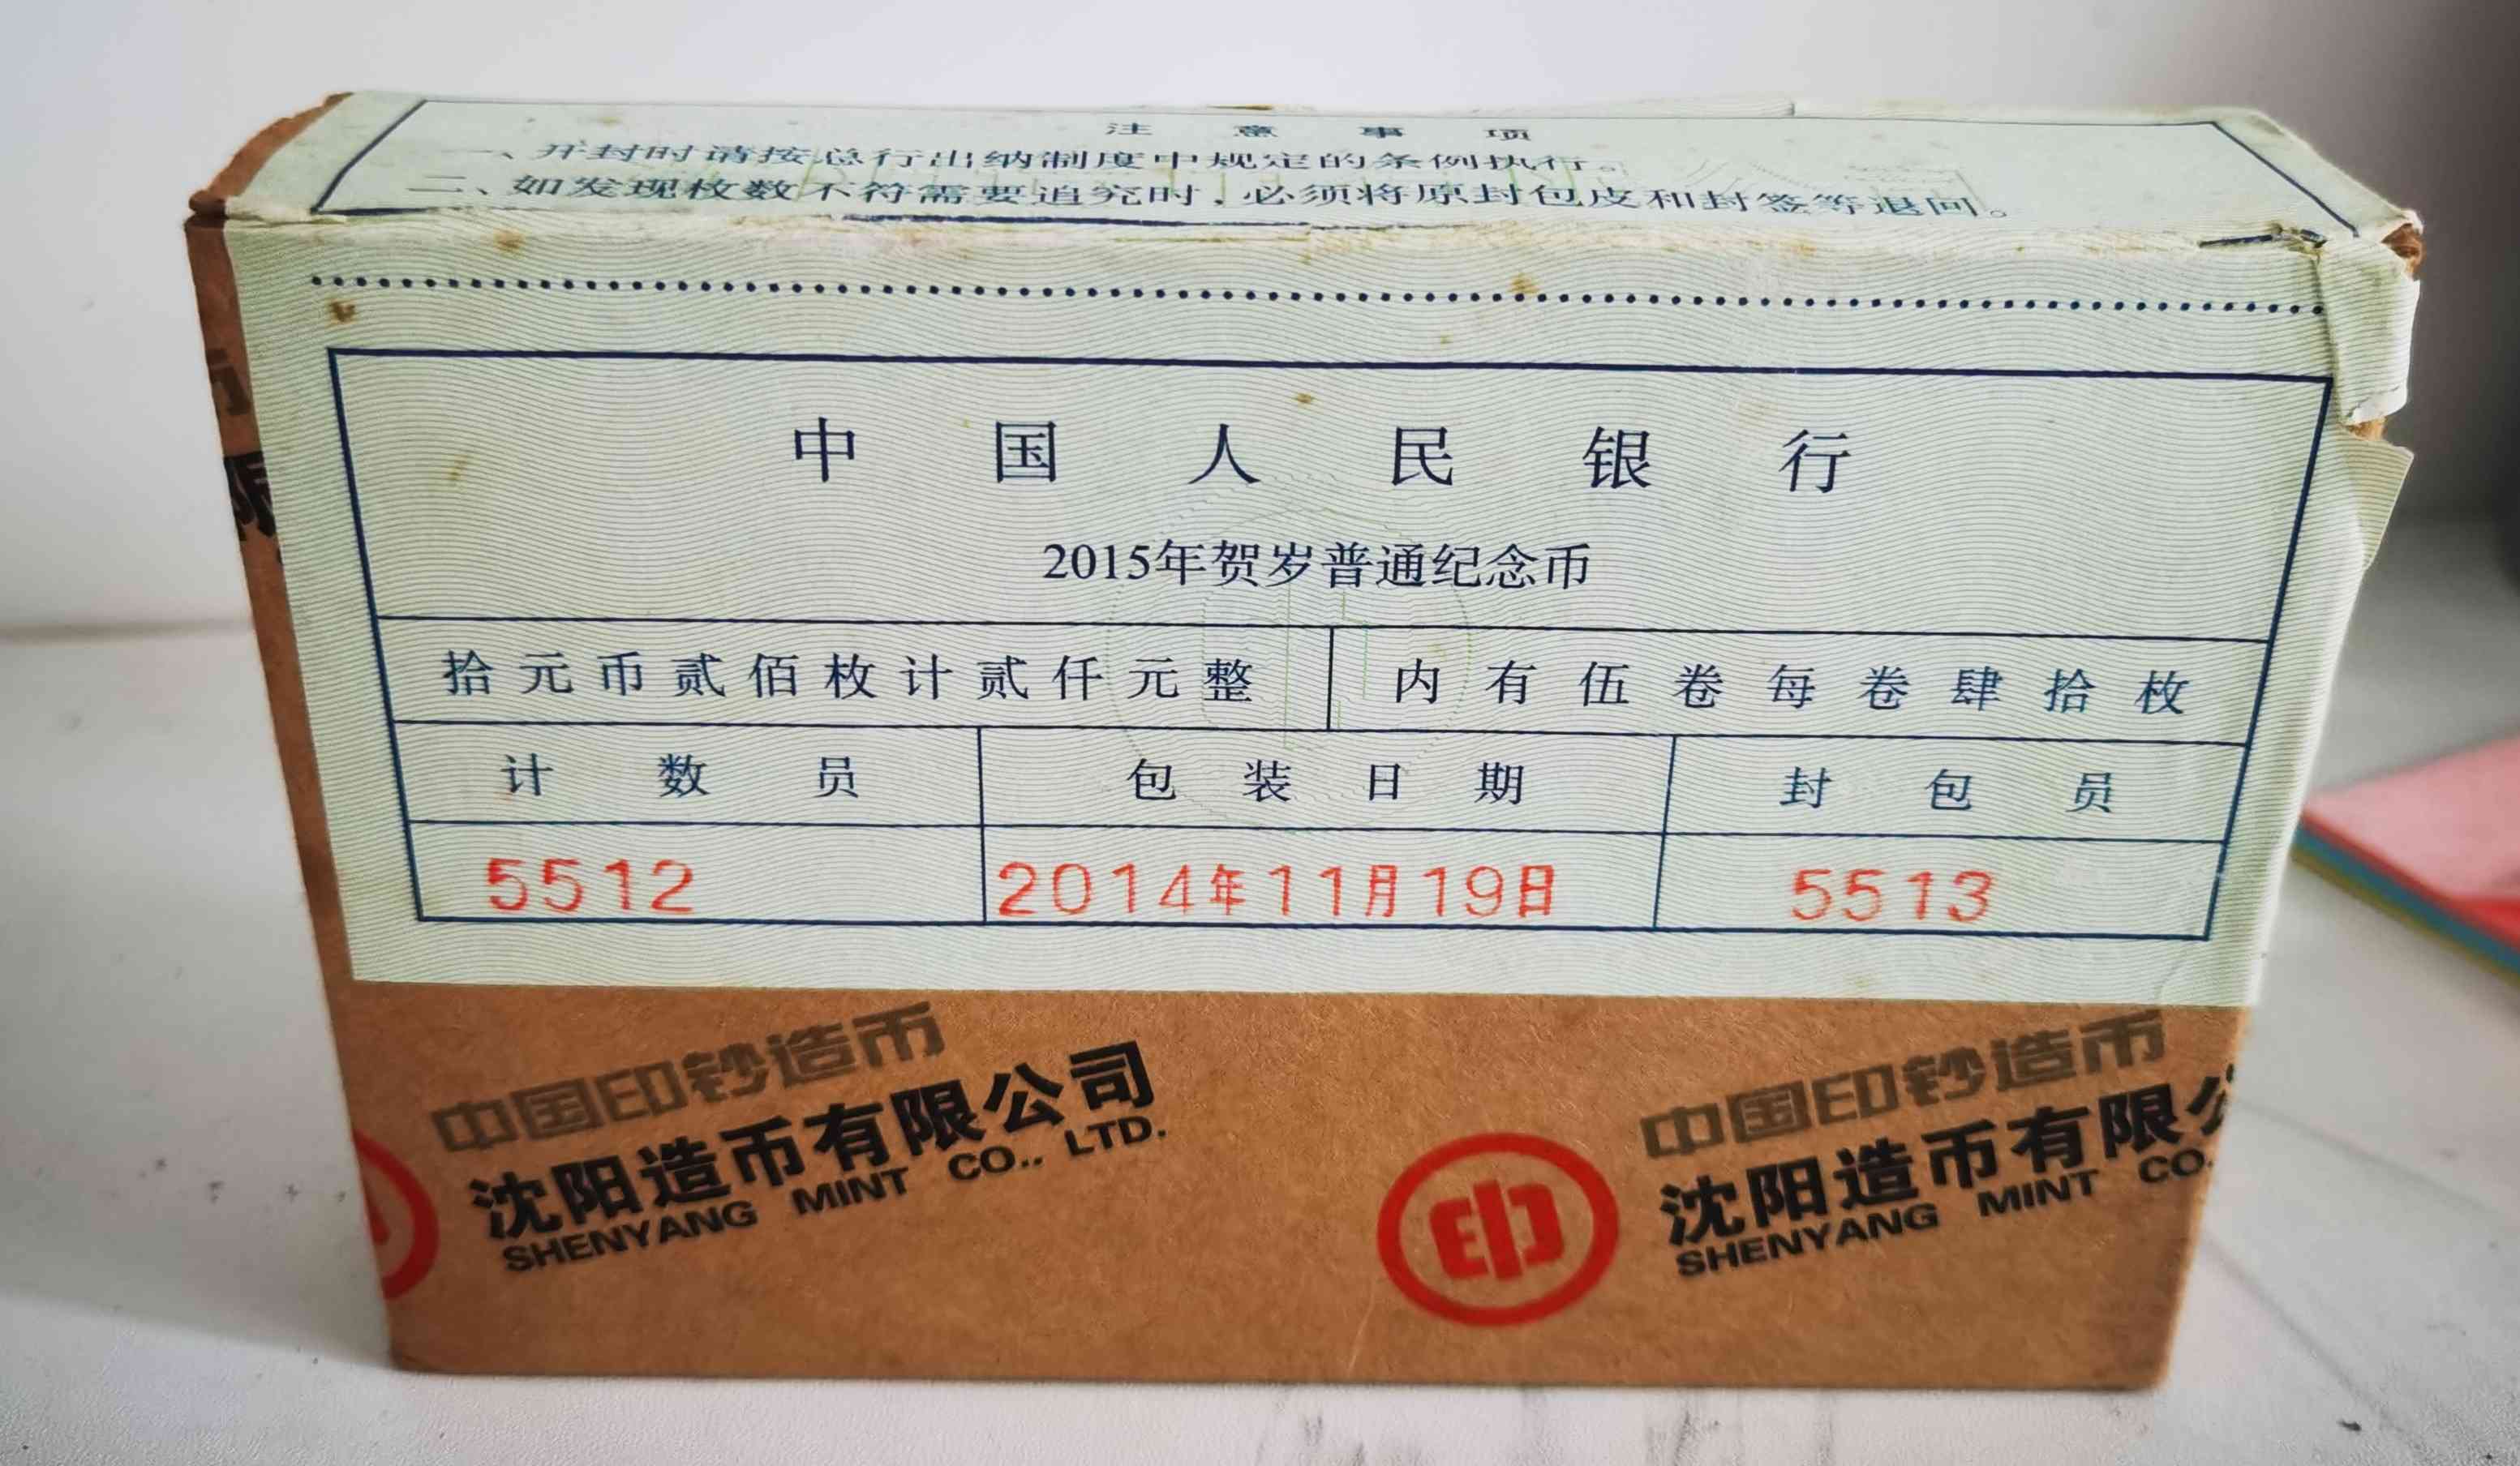 注意事项
一、开封时请按总行出纳制度中规定的条例执行。
二、如发现枚数不符需要追究时，必须将原封包皮和封签等退回。
中国人民银行
2015年贺岁普通纪念币
拾元币贰佰枚计贰仟元整 内有伍卷每卷肆拾枚
计数员 包装日期 封包员
5512 2014年11月19日 5513
中国印钞造币
沈阳造币有限公司
SHENYANG MINT CO., LTD.
中国印钞造币
沈阳造币有限公
SHENYANG MINT CO.
币
限